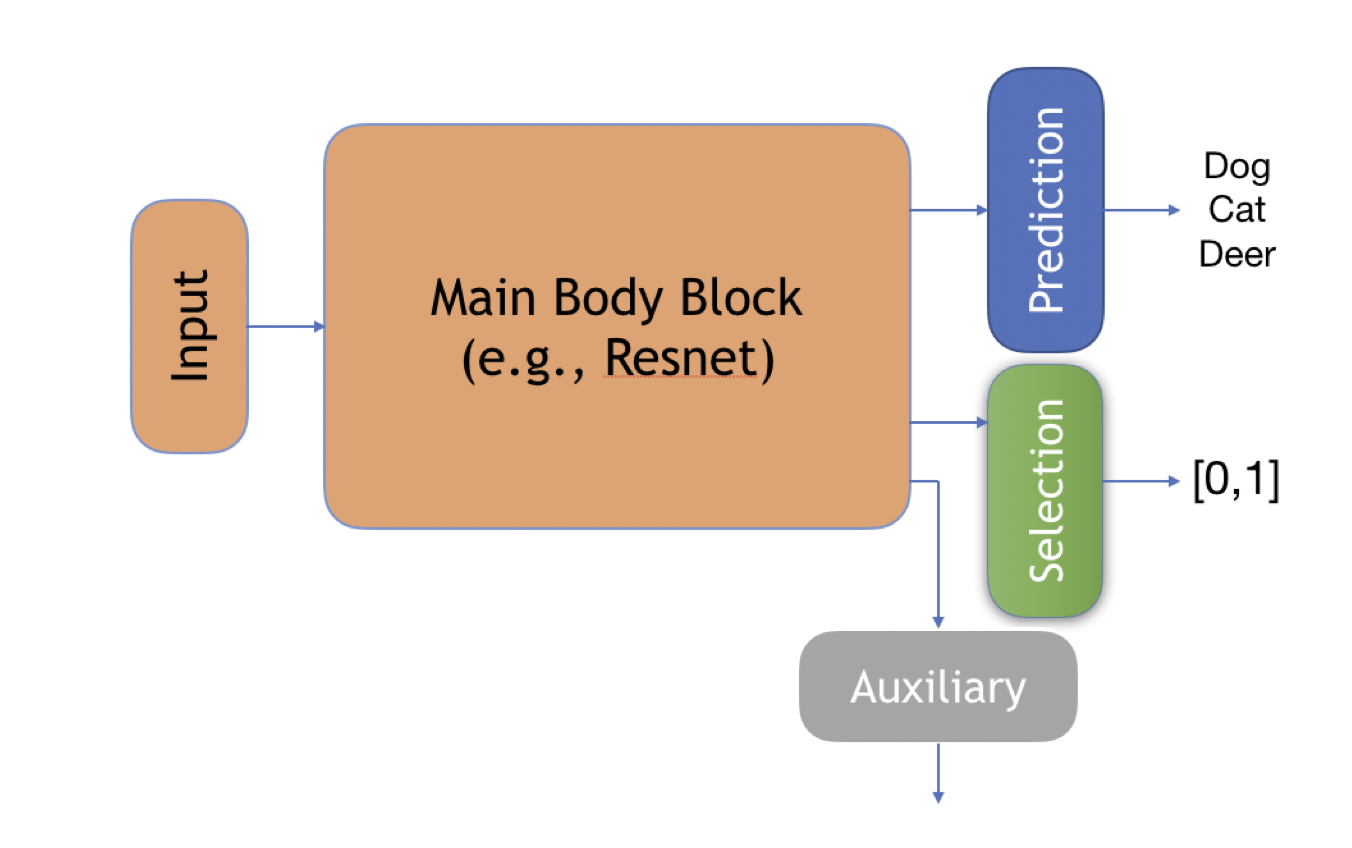 Input
Main Body Block
(e.g., Resnet)
Prediction
Dog
Cat
Deer
Selection
[0,1]
Auxiliary